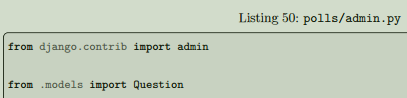 Listing 50: polls/admin.py
from django.contrib import admin
from .models import Question